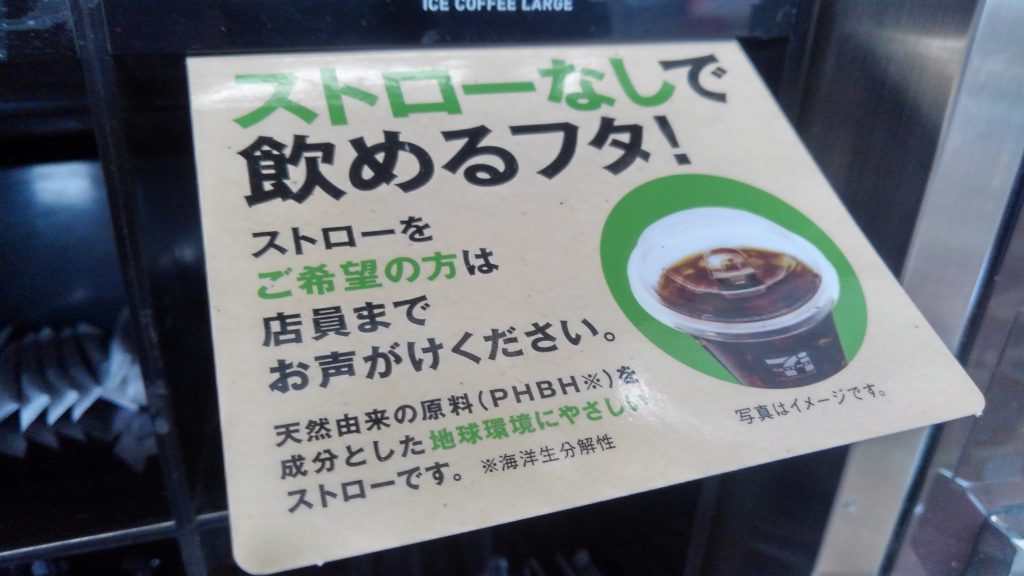 ICE COFFEE LARGE
ストローなしで
飲めるフタ!
ストローを
ご希望の方は
店員まで
お声がけください。
天然由来の原料(PHBH※)を
成分とした地球環境にやさしい
ストローです。 ※海洋生分解性
写真はイメージです。